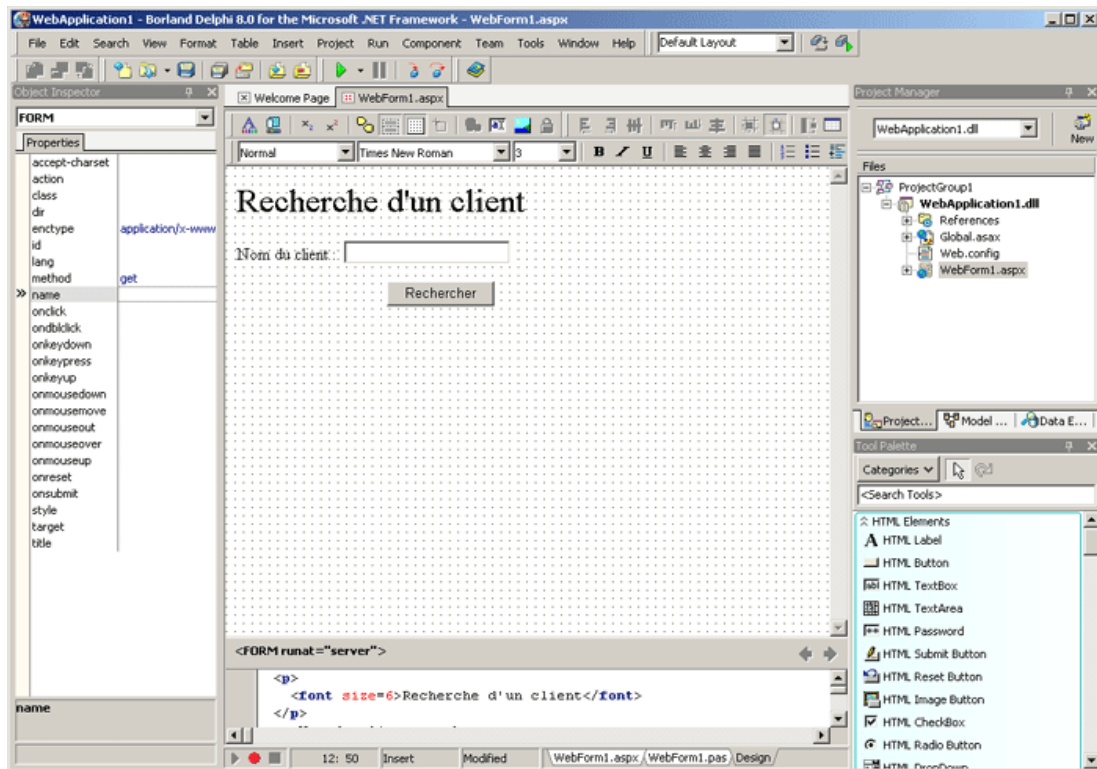 WebApplication1 - Borland Delphi 8.0 for the Microsoft .NET Framework - WebForm1.aspx
File Edit Search View Format Table Insert Project Run Component Team Tools Window Help Default Layout
Object Inspector
FORM
Properties
accept-charset
action
class
dir
enctype application/x-www
id
lang
method get
name
onclick
ondblclick
onkeydown
onkeypress
onkeyup
onmousedown
onmousemove
onmouseout
onmouseover
onmouseup
onreset
onsubmit
style
target
title
name
Welcome Page WebForm1.aspx
Normal Times New Roman 3 B I U
Recherche d'un client
Nom du client :
Rechercher
<FORM runat="server">
<p>
<font size=6>Recherche d'un client</font>
</p>
12: 50 Insert Modified WebForm1.aspx WebForm1.pas Design
Project Manager
WebApplication1.dll New
Files
ProjectGroup1
WebApplication1.dll
References
Global.asax
Web.config
WebForm1.aspx
Project... Model ... Data E...
Tool Palette
Categories
<Search Tools>
HTML Elements
A HTML Label
HTML Button
HTML TextBox
HTML TextArea
HTML Password
HTML Submit Button
HTML Reset Button
HTML Image Button
HTML CheckBox
HTML Radio Button
HTML DropDown